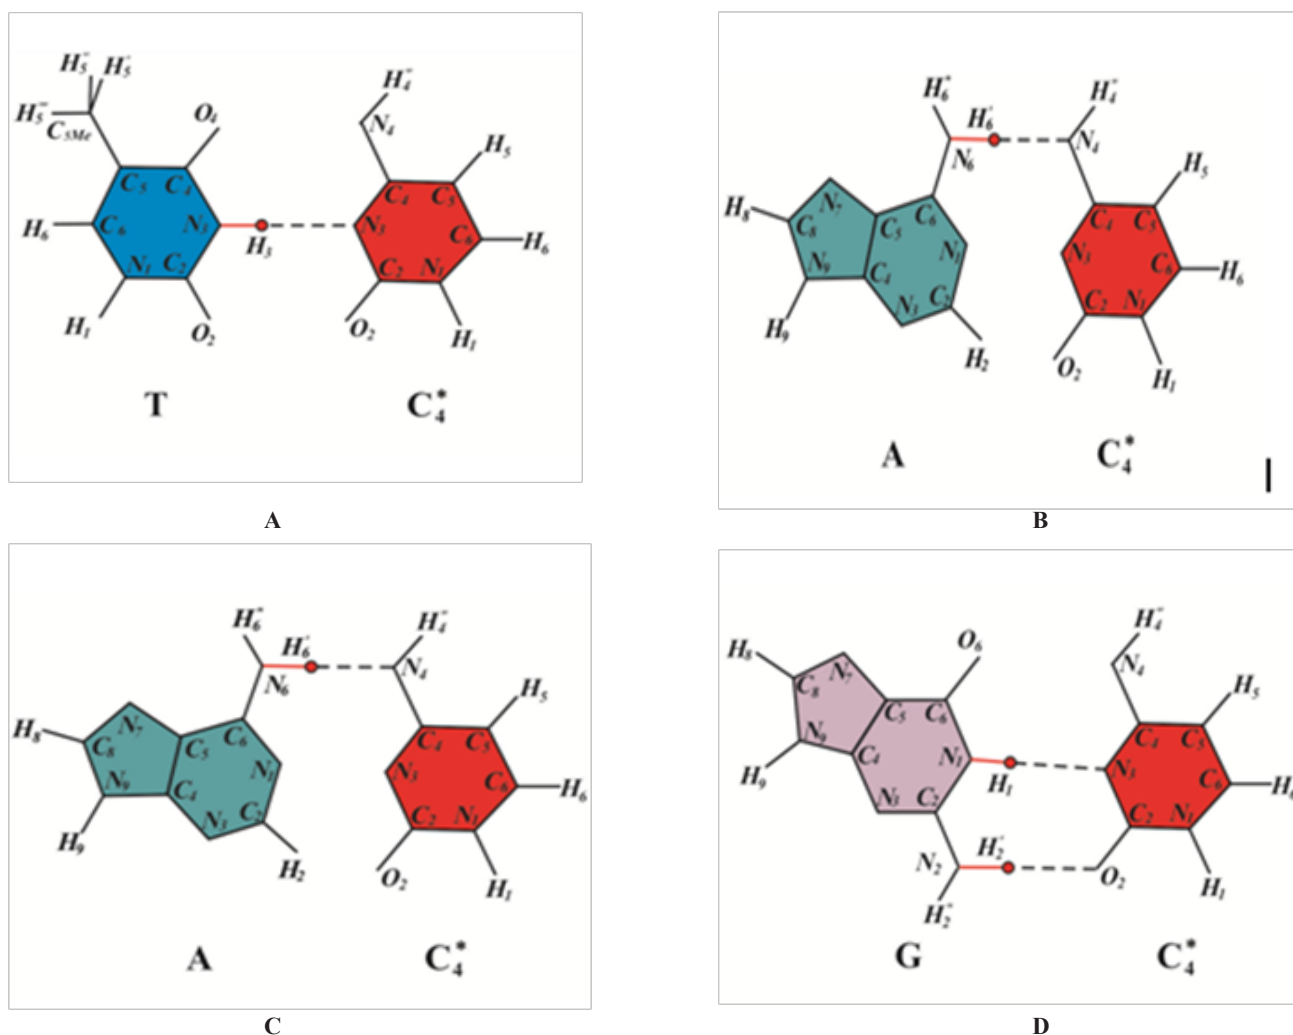 H₅″ H₅′
H₅‴ C₅Me O₄
H₄″
N₄
H₅
C₅ C₄ C₄ C₅
H₆ C₆ N₃ H₃ N₃ C₆ H₆
N₁ C₂ C₂ N₁
H₁ O₂ O₂ H₁
T C₄*
A
H₆″ H₆′ H₄″
N₆ N₄
H₅
H₈ N₇ C₆ C₄ C₅
C₈ C₅ N₁ N₃ C₆ H₆
N₉ C₄ C₂ C₂ N₁
N₃
H₉ H₂ O₂ H₁
A C₄*
B
H₆″ H₆′ H₄″
N₆ N₄
H₅
H₈ N₇ C₆ C₄ C₅
C₈ C₅ N₁ N₃ C₆ H₆
N₉ C₄ C₂ C₂ N₁
N₃
H₉ H₂ O₂ H₁
A C₄*
C
H₄″
H₈ O₆ N₄
N₇ H₅
C₈ C₅ C₆ C₄ C₅
N₉ C₄ N₁ H₁ N₃ C₆ H₆
H₉ N₃ C₂ C₂ N₁
N₂ H₂′ O₂ H₁
H₂″
G C₄*
D